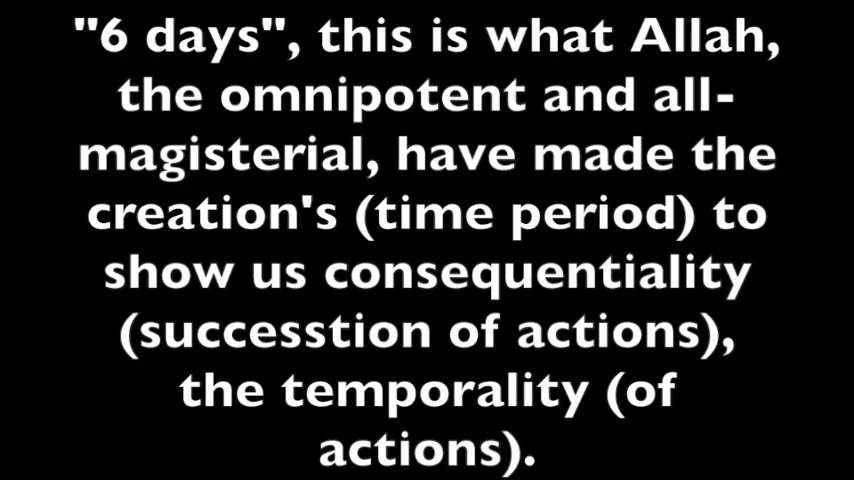 "6 days", this is what Allah,
the omnipotent and all-
magisterial, have made the
creation's (time period) to
show us consequentiality
(successtion of actions),
the temporality (of
actions).